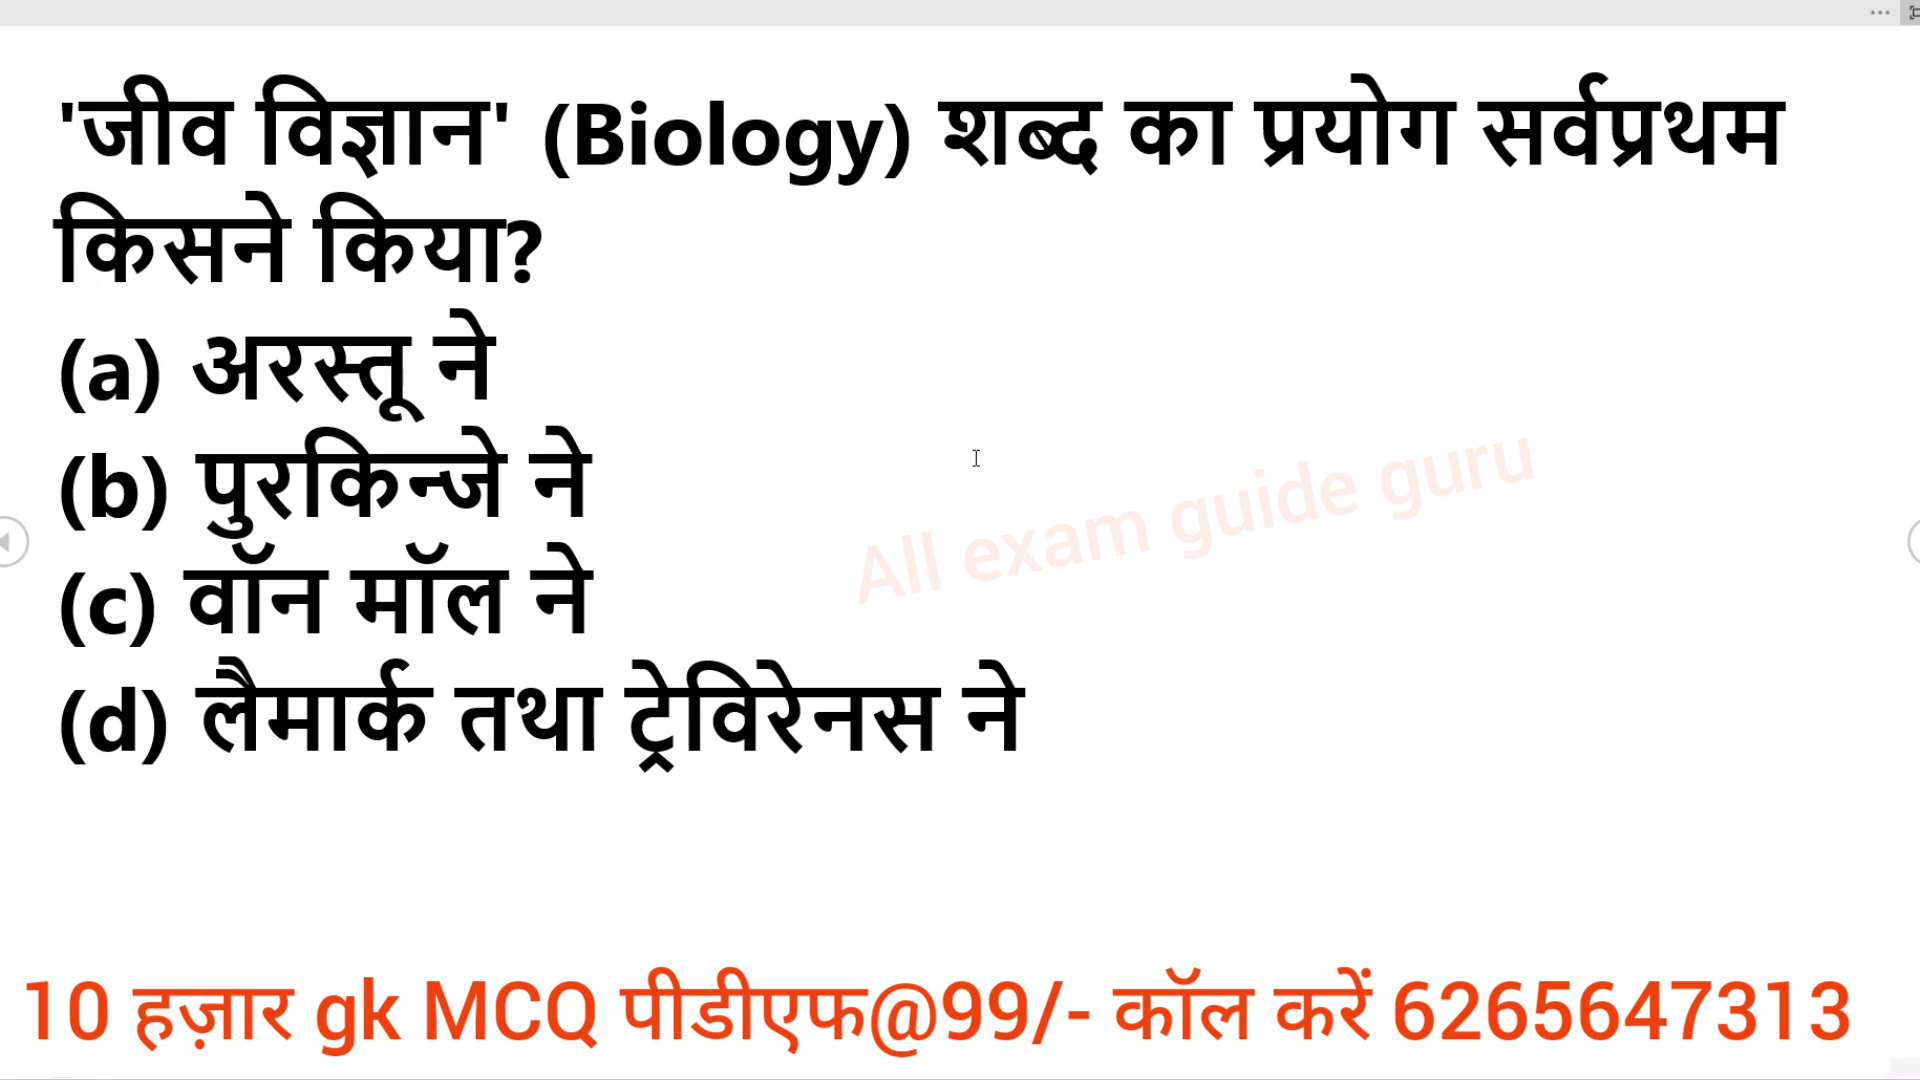 'जीव विज्ञान' (Biology) शब्द का प्रयोग सर्वप्रथम
किसने किया?
(a) अरस्तू ने
(b) पुरकिन्जे ने
(c) वॉन मॉल ने
(d) लैमार्क तथा ट्रेविरेनस ने
All exam guide guru
10 हज़ार gk MCQ पीडीएफ@99/- कॉल करें 6265647313